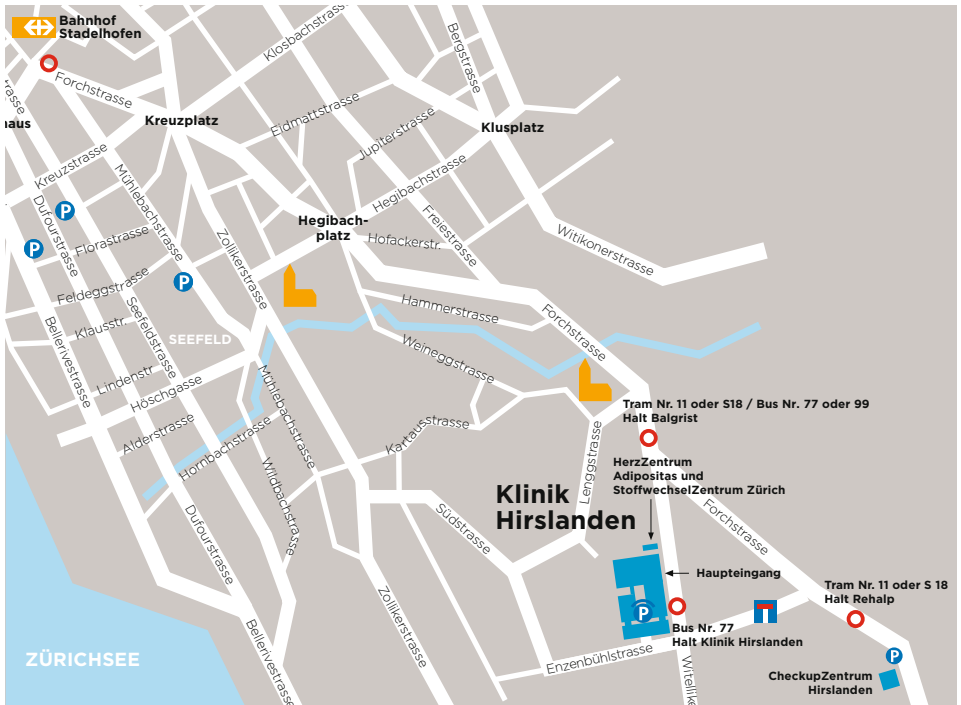 Bahnhof
Stadelhofen
Forchstrasse
Klosbachstrasse
Bergstrasse
Kreuzplatz
Eidmattstrasse
Jupiterstrasse
Klusplatz
Kreuzstrasse
Mühlebachstrasse
Hegibachstrasse
Dufourstrasse
P
Florastrasse
P
Hegibach-
platz
Hofackerstr.
Freiestrasse
Witikonerstrasse
Zollikerstrasse
Feldeggstrasse
P
Klausstr.
Seefeldstrasse
SEEFELD
Hammerstrasse
Forchstrasse
Bellerivestrasse
Weineggstrasse
Lindenstr.
Höschgasse
Mühlebachstrasse
Alderstrasse
Hornbachstrasse
Kartausstrasse
Tram Nr. 11 oder S18 / Bus Nr. 77 oder 99
Halt Balgrist
HerzZentrum
Adipositas und
StoffwechselZentrum Zürich
Lenggstrasse
Klinik
Hirslanden
Wildbachstrasse
Südstrasse
Forchstrasse
Dufourstrasse
Haupteingang
Tram Nr. 11 oder S 18
Halt Rehalp
P
Bus Nr. 77
Halt Klinik Hirslanden
Zollikerstrasse
Bellerivestrasse
Enzenbühlstrasse
ZÜRICHSEE
P
CheckupZentrum
Hirslanden